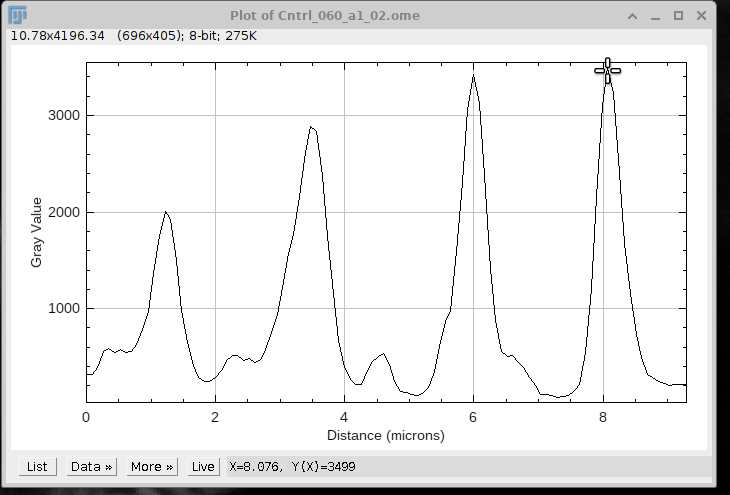 Plot of Cntrl_060_a1_02.ome
10.78x4196.34 (696x405); 8-bit; 275K
3000
2000
1000
Gray Value
0 2 4 6 8
Distance (microns)
List Data » More » Live X=8.076, Y(X)=3499